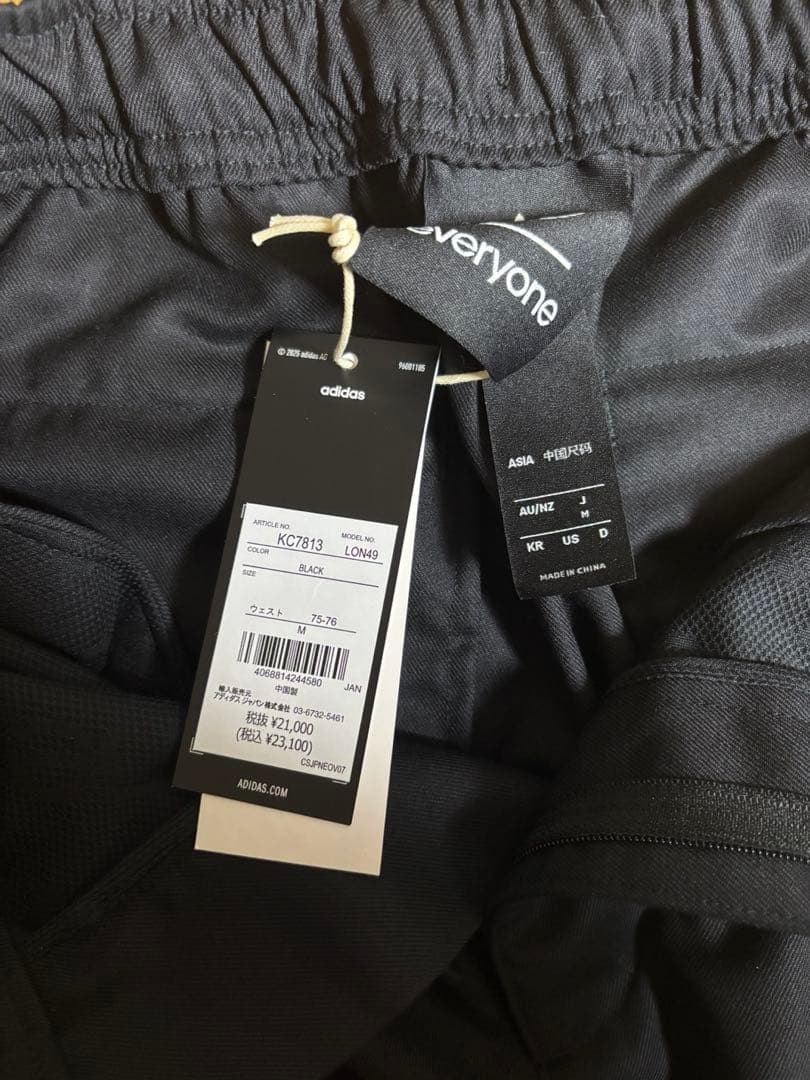 everyone
© 2025 adidas AG
96001105
adidas
ARTICLE NO.
KC7813
MODEL NO.
LON49
COLOR
BLACK
SIZE
ウェスト 75-76
M
4068814244580 JAN
中国製
輸入販売元
アディダス ジャパン株式会社 03-6732-5461
税抜 ¥21,000
(税込 ¥23,100)
CSJPNEOV07
ADIDAS.COM
ASIA 中国尺码
AU/NZ J
M
KR US D
MADE IN CHINA